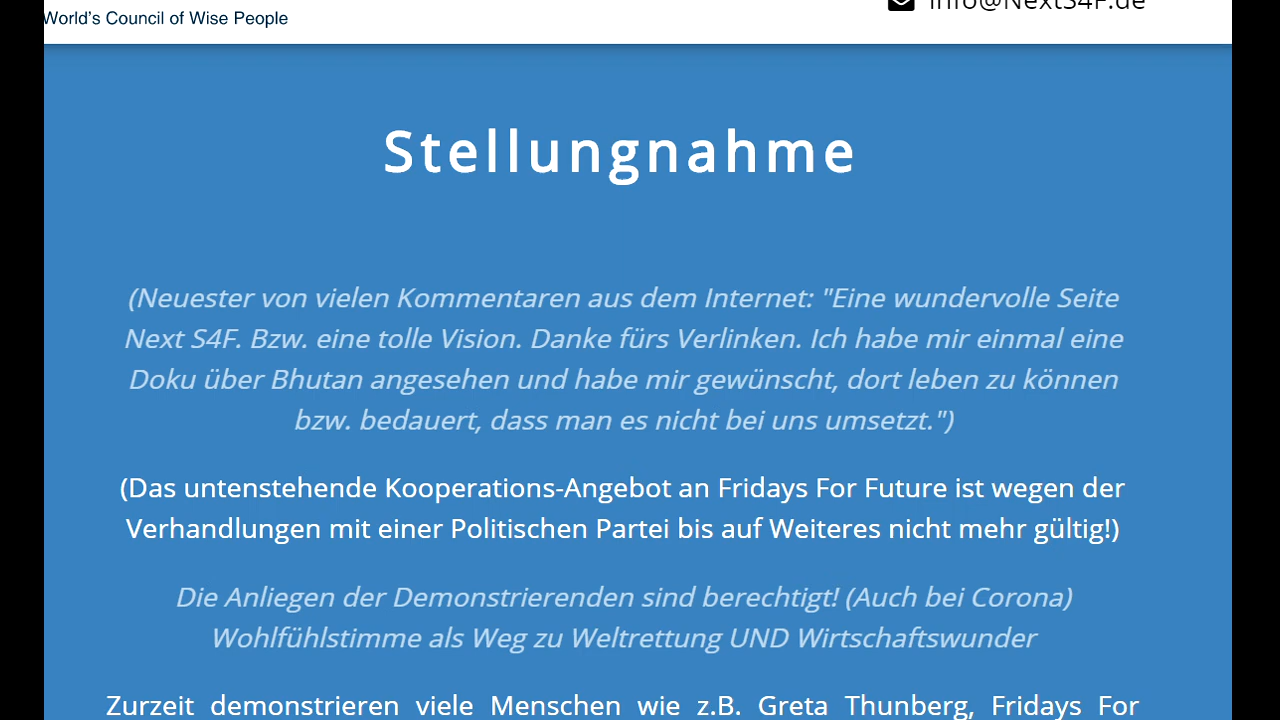 World's Council of Wise People
info@NextS4F.de
Stellungnahme
(Neuester von vielen Kommentaren aus dem Internet: "Eine wundervolle Seite
Next S4F. Bzw. eine tolle Vision. Danke fürs Verlinken. Ich habe mir einmal eine
Doku über Bhutan angesehen und habe mir gewünscht, dort leben zu können
bzw. bedauert, dass man es nicht bei uns umsetzt.")
(Das untenstehende Kooperations-Angebot an Fridays For Future ist wegen der
Verhandlungen mit einer Politischen Partei bis auf Weiteres nicht mehr gültig!)
Die Anliegen der Demonstrierenden sind berechtigt! (Auch bei Corona)
Wohlfühlstimme als Weg zu Weltrettung UND Wirtschaftswunder
Zurzeit demonstrieren viele Menschen wie z.B. Greta Thunberg, Fridays For